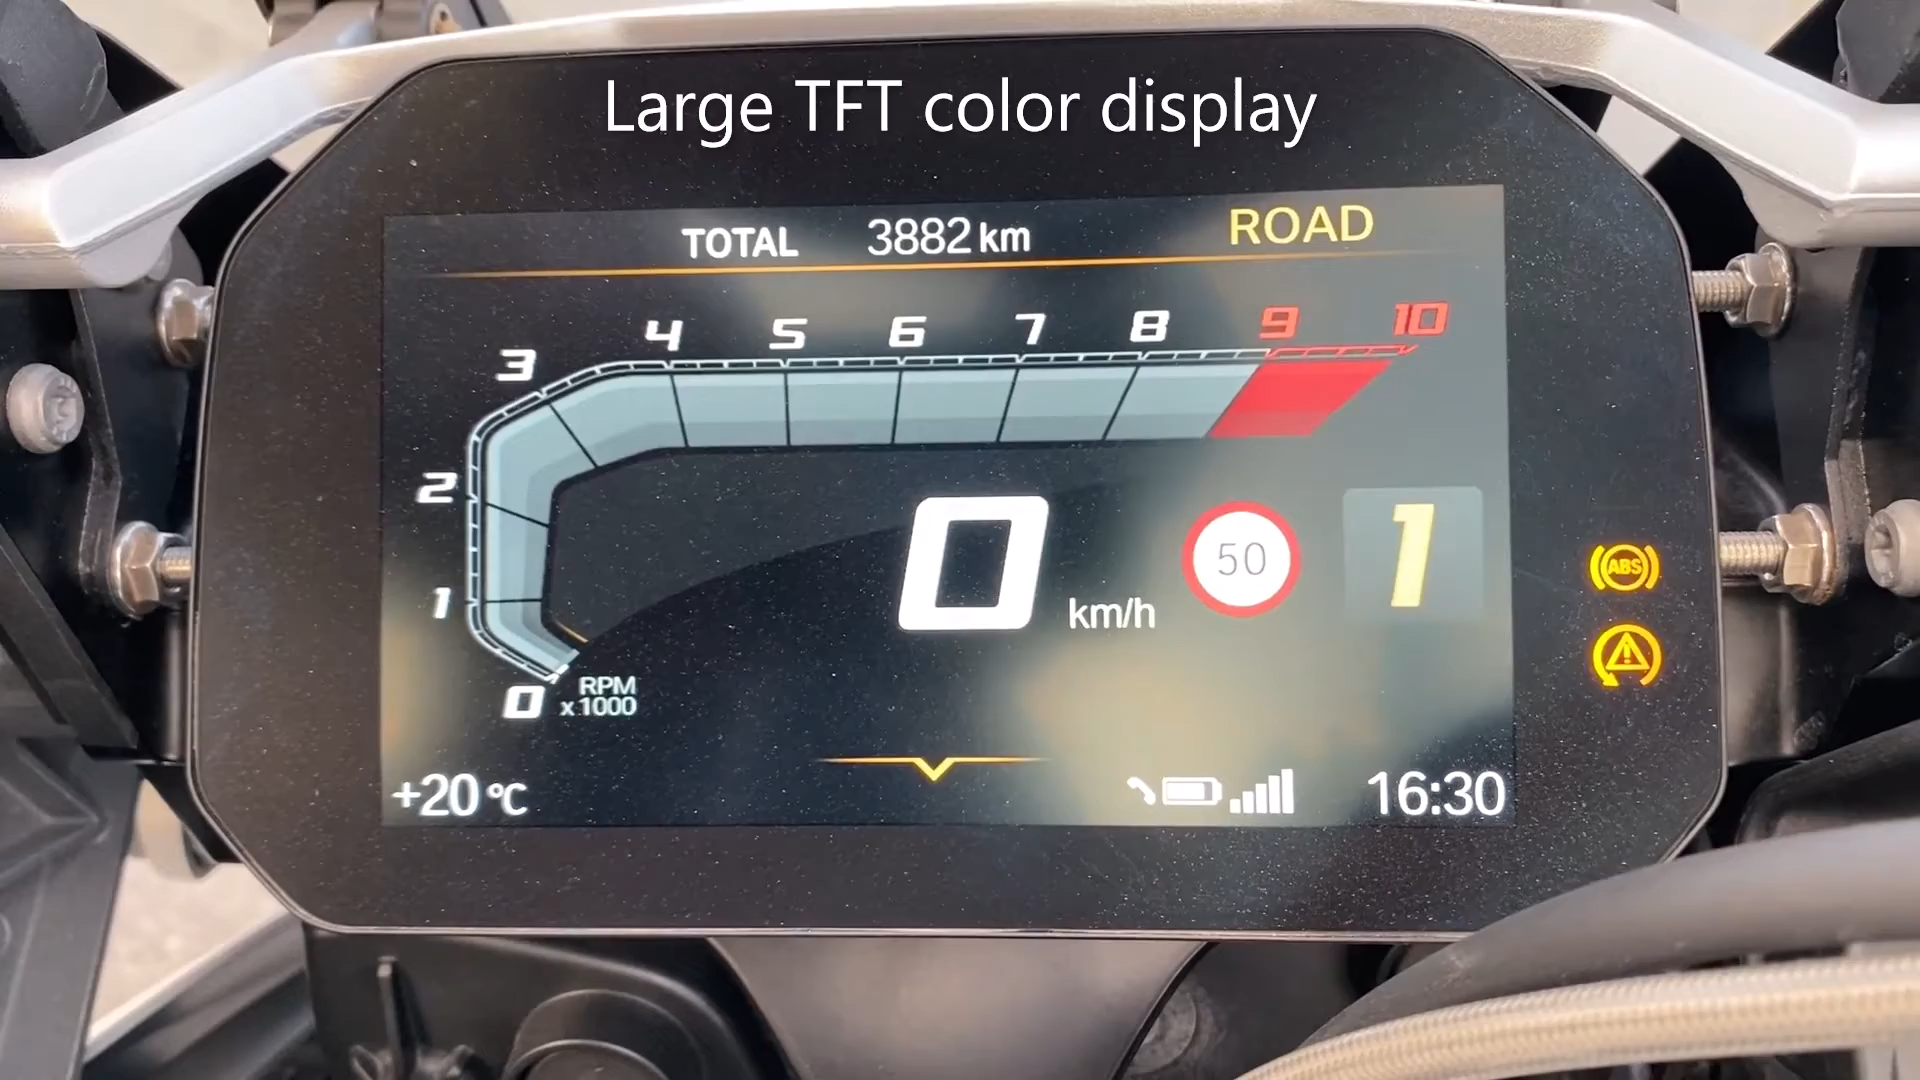 Large TFT color display
TOTAL 3882 km ROAD
3 4 5 6 7 8 9 10
2
1
0 RPM x1000
0 km/h 50 1
ABS
+20 °C 16:30